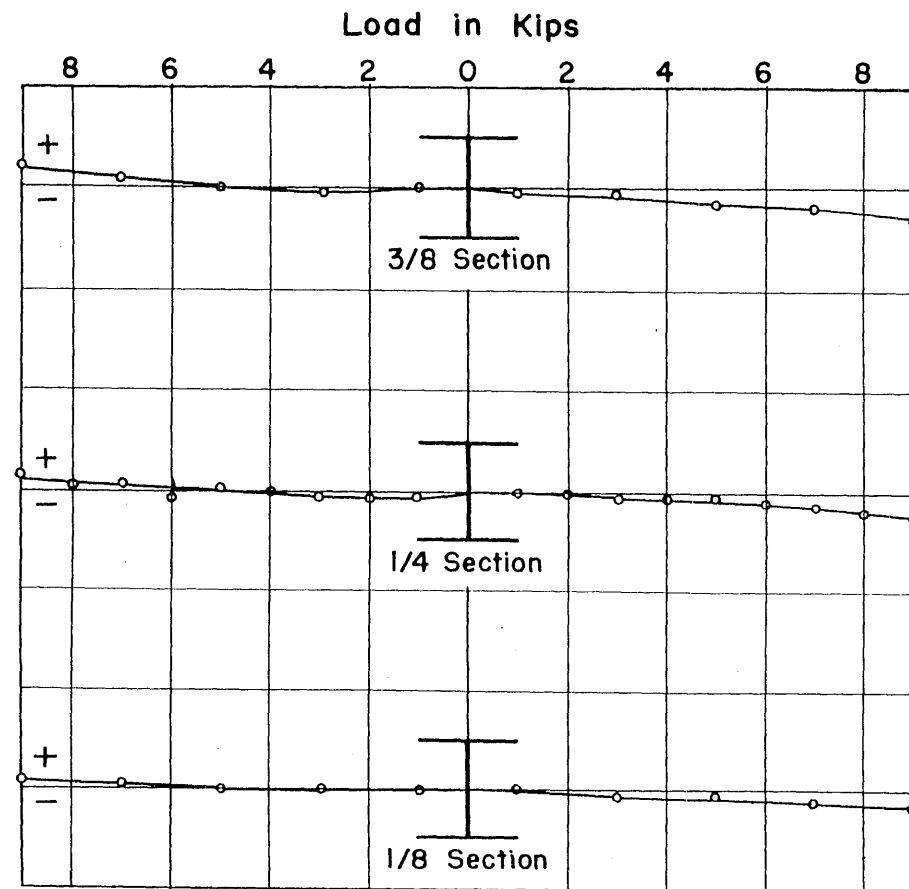 Load in Kips
8 6 4 2 0 2 4 6 8
+
−
3/8 Section
+
−
1/4 Section
+
−
1/8 Section